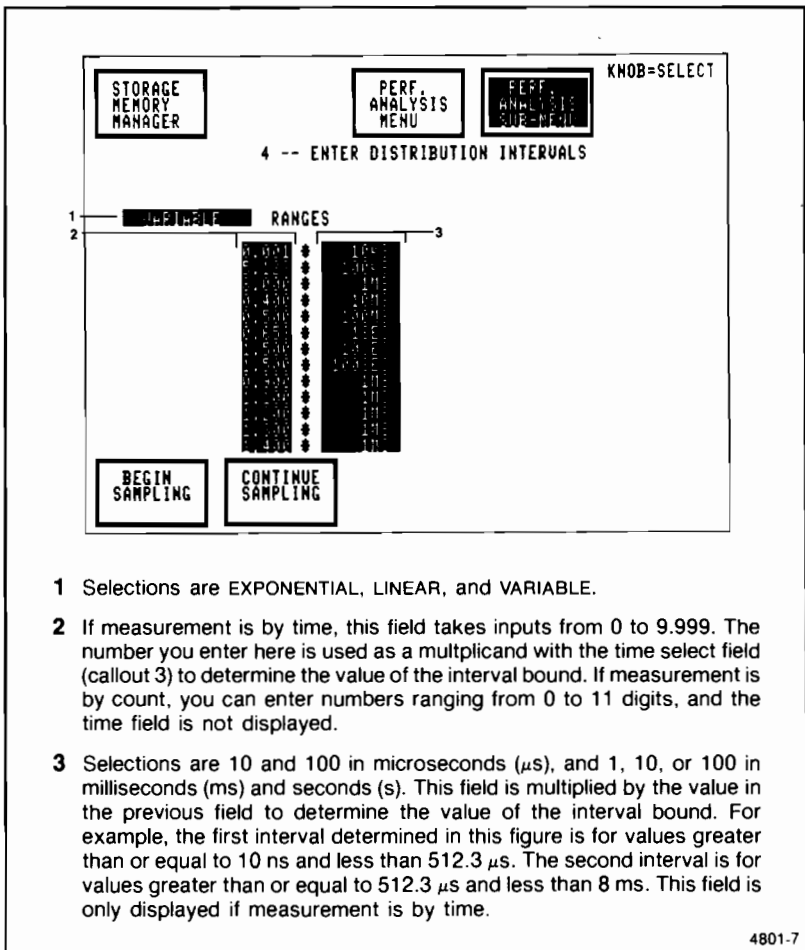 KNOB=SELECT
STORAGE
MEMORY
MANAGER
PERF.
ANALYSIS
MENU
PERF.
ANALYSIS
SUB-MENU
4 -- ENTER DISTRIBUTION INTERVALS
1
VARIABLE RANGES
2
3
0.001 *
*
*
*
*
*
*
*
*
*
*
*
*
BEGIN
SAMPLING
CONTINUE
SAMPLING
1 Selections are EXPONENTIAL, LINEAR, and VARIABLE.
2 If measurement is by time, this field takes inputs from 0 to 9.999. The
number you enter here is used as a multplicand with the time select field
(callout 3) to determine the value of the interval bound. If measurement is
by count, you can enter numbers ranging from 0 to 11 digits, and the
time field is not displayed.
3 Selections are 10 and 100 in microseconds (µs), and 1, 10, or 100 in
milliseconds (ms) and seconds (s). This field is multiplied by the value in
the previous field to determine the value of the interval bound. For
example, the first interval determined in this figure is for values greater
than or equal to 10 ns and less than 512.3 µs. The second interval is for
values greater than or equal to 512.3 µs and less than 8 ms. This field is
only displayed if measurement is by time.
4801-7